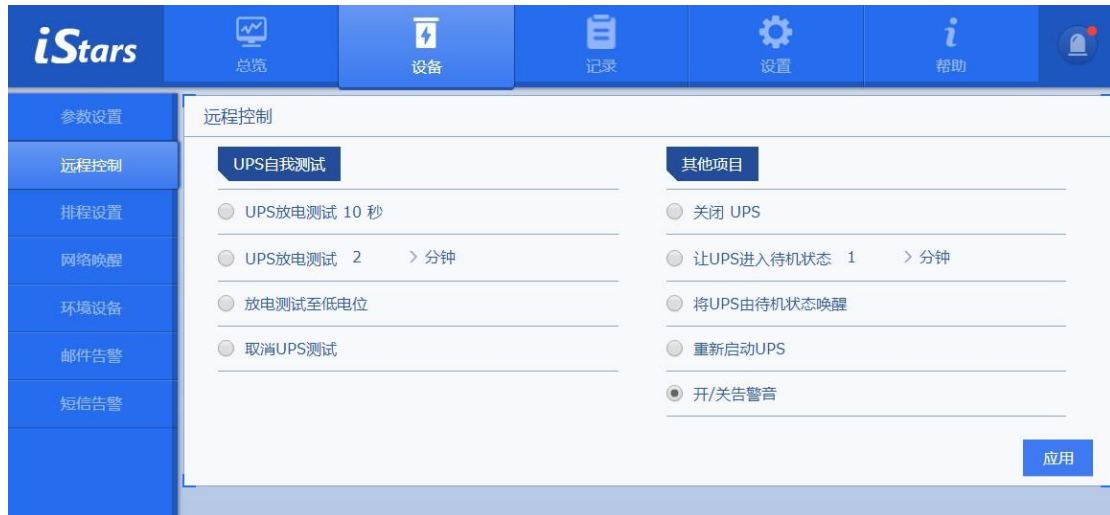 iStars
总览
设备
记录
设置
帮助
参数设置
远程控制
排程设置
网络唤醒
环境设备
邮件告警
短信告警
远程控制
UPS自我测试
UPS放电测试 10 秒
UPS放电测试 2 > 分钟
放电测试至低电位
取消UPS测试
其他项目
关闭 UPS
让UPS进入待机状态 1 > 分钟
将UPS由待机状态唤醒
重新启动UPS
开/关告警音
应用